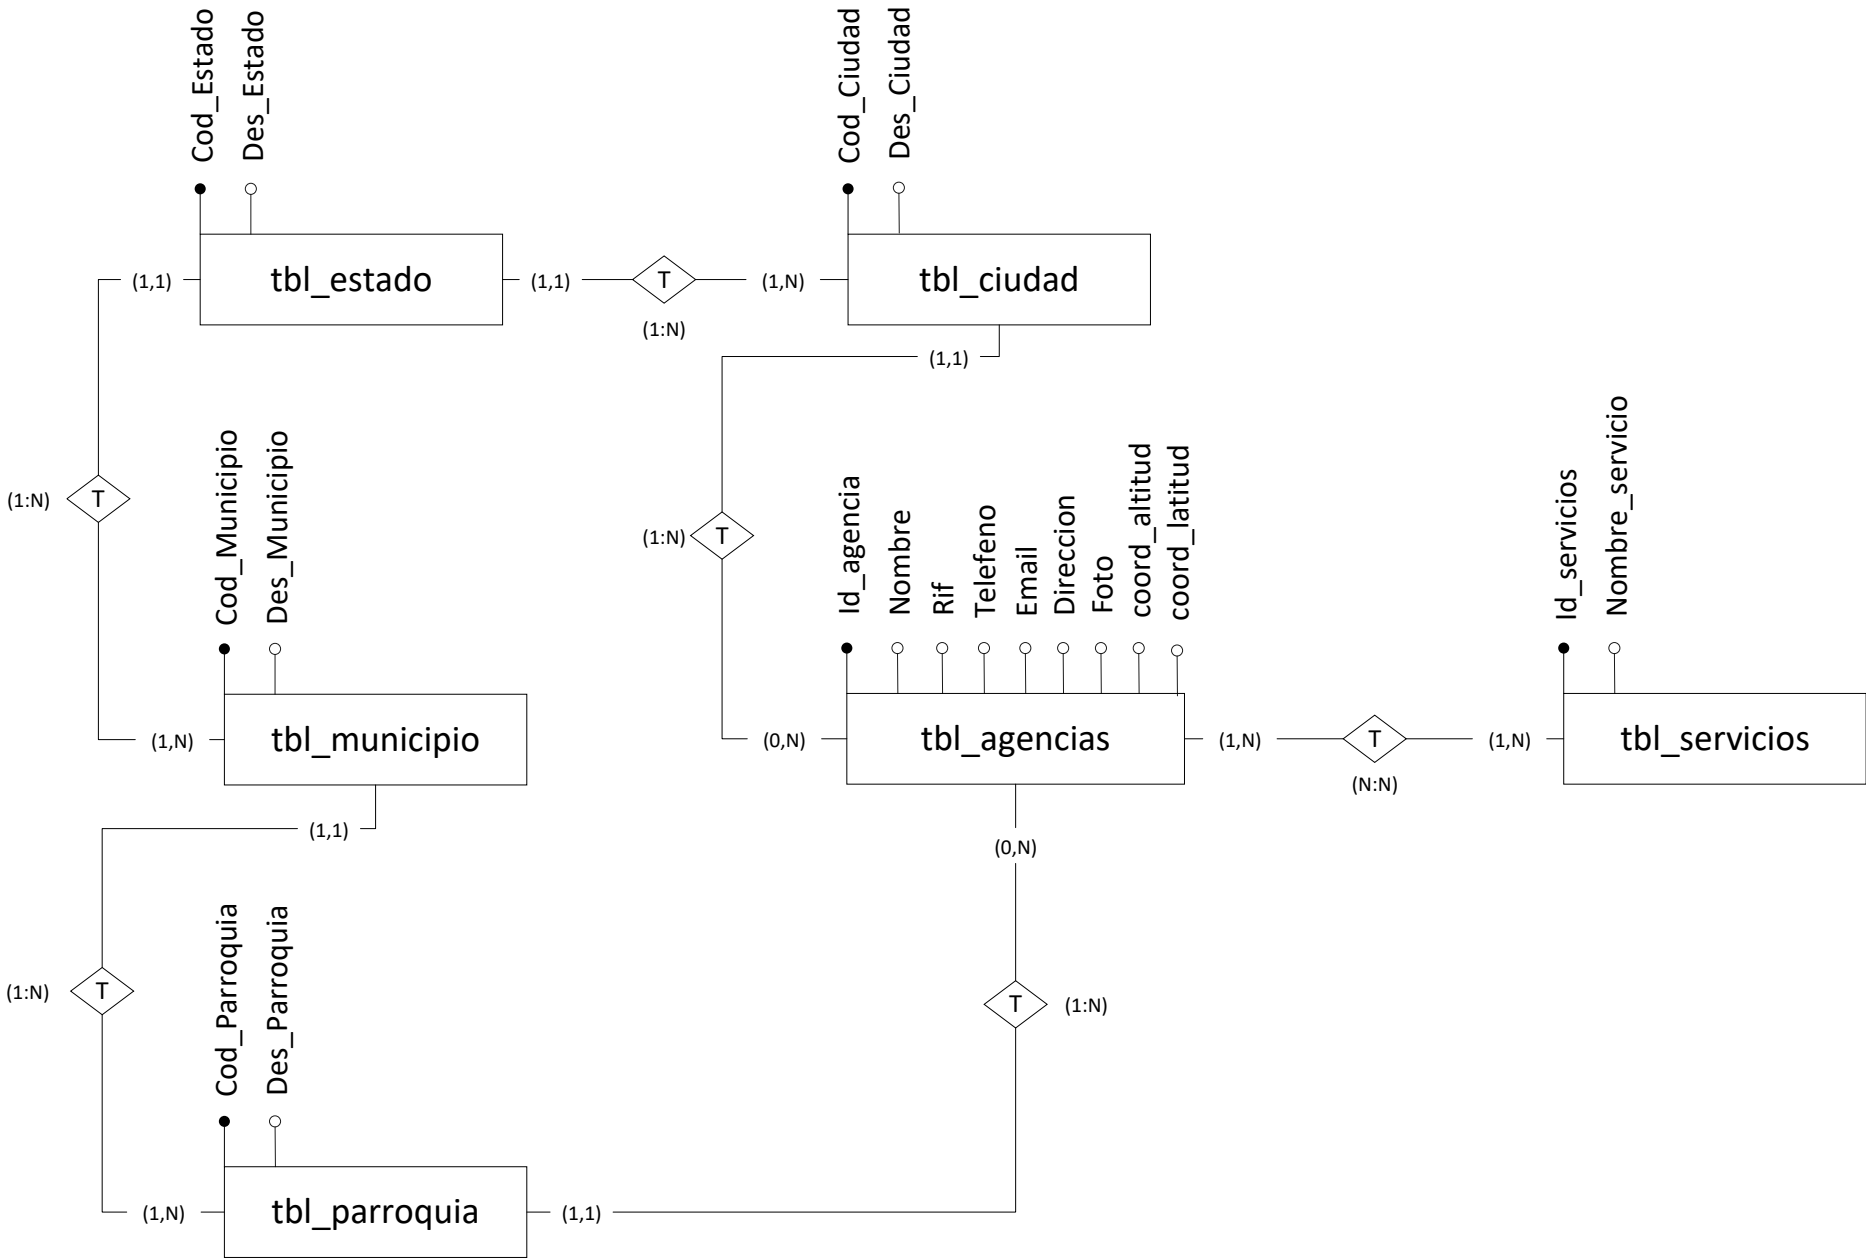 Cod_Estado
Des_Estado
Cod_Ciudad
Des_Ciudad
(1,1)
tbl_estado
(1,1)
T
(1:N)
(1,N)
tbl_ciudad
(1,1)
(1:N)
T
Cod_Municipio
Des_Municipio
(1:N)
T
Id_agencia
Nombre
Rif
Telefeno
Email
Direccion
Foto
coord_altitud
coord_latitud
Id_servicios
Nombre_servicio
(1,N)
tbl_municipio
(0,N)
tbl_agencias
(1,N)
T
(N:N)
(1,N)
tbl_servicios
(1,1)
(0,N)
Cod_Parroquia
Des_Parroquia
(1:N)
T
T
(1:N)
(1,N)
tbl_parroquia
(1,1)